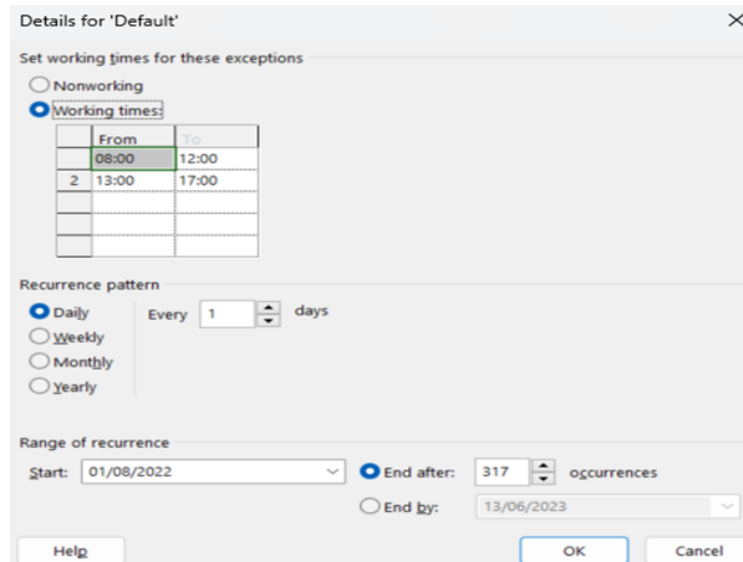 Details for 'Default'
Set working times for these exceptions
Nonworking
Working times:
From To
08:00 12:00
2 13:00 17:00
Recurrence pattern
Daily Every 1 days
Weekly
Monthly
Yearly
Range of recurrence
Start: 01/08/2022 End after: 317 occurrences
End by: 13/06/2023
Help OK Cancel